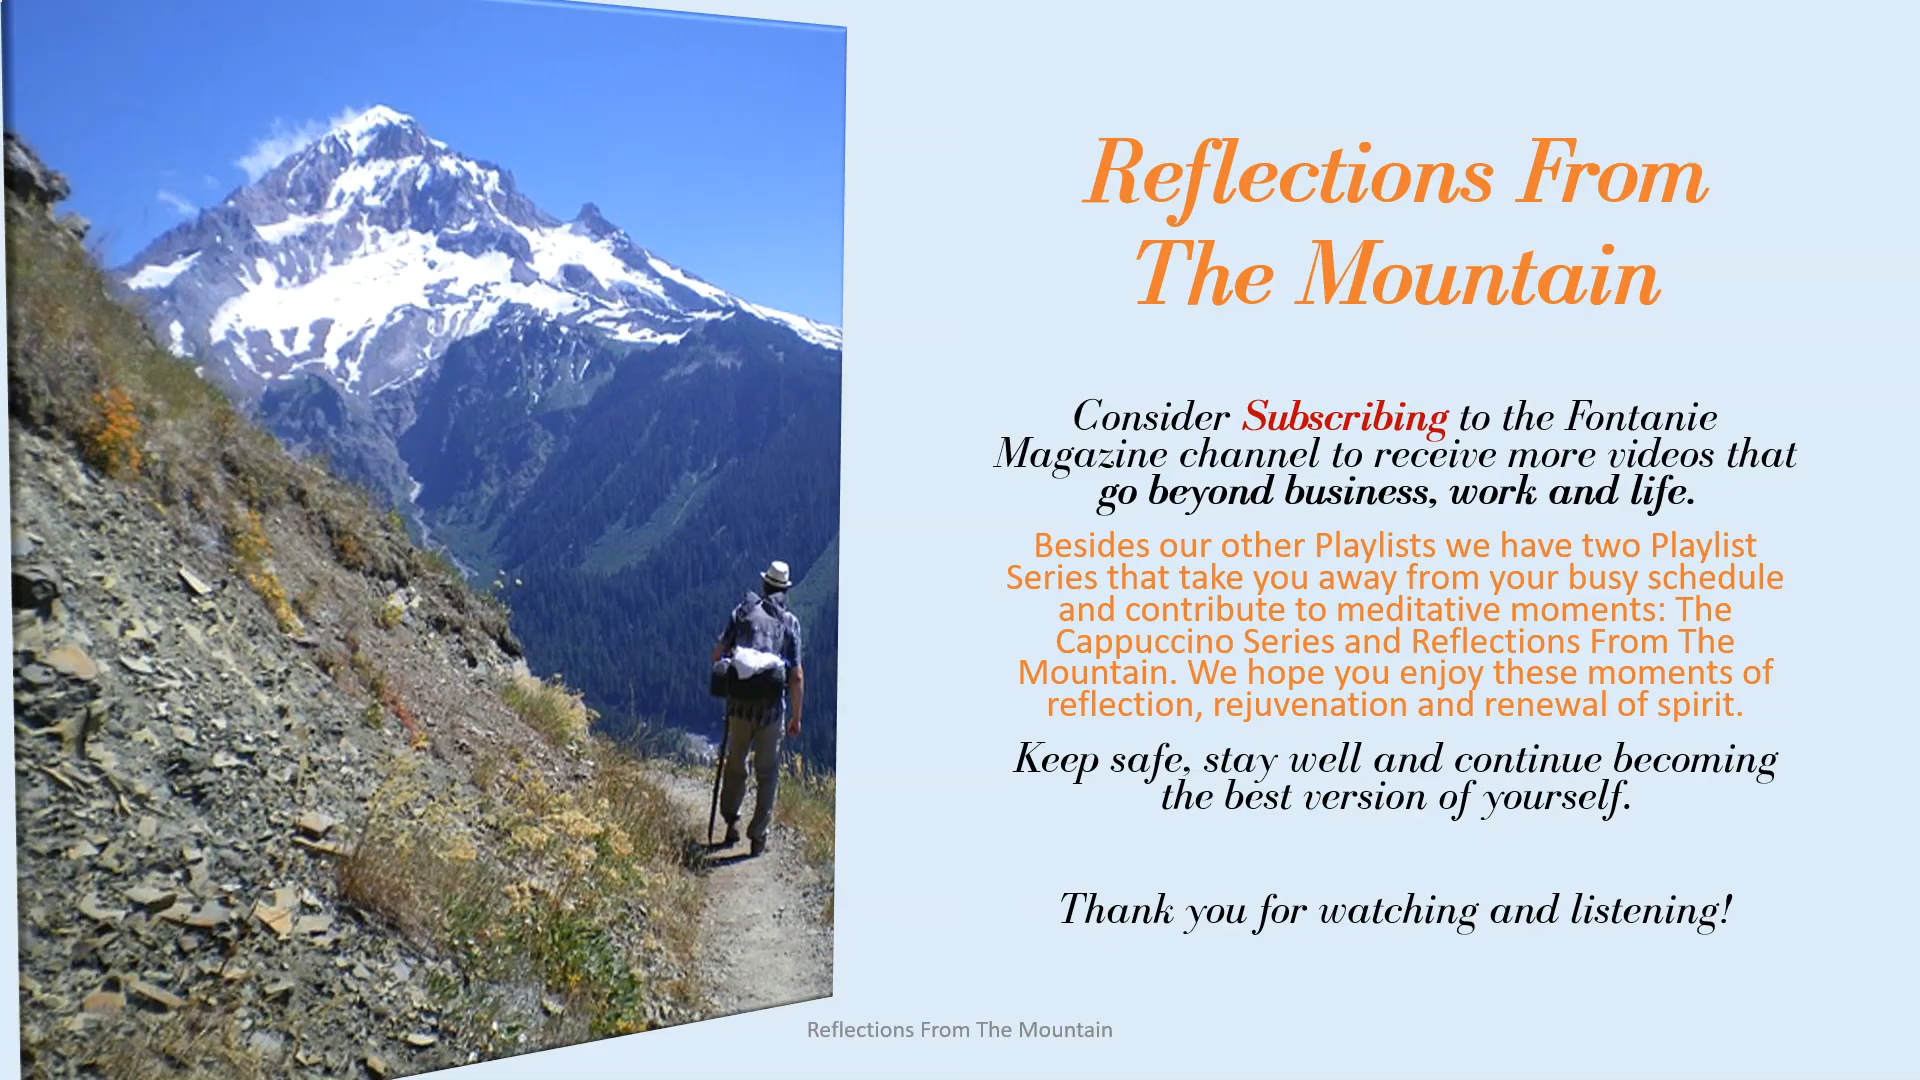 Reflections From
The Mountain
Consider Subscribing to the Fontanie
Magazine channel to receive more videos that
go beyond business, work and life.
Besides our other Playlists we have two Playlist
Series that take you away from your busy schedule
and contribute to meditative moments: The
Cappuccino Series and Reflections From The
Mountain. We hope you enjoy these moments of
reflection, rejuvenation and renewal of spirit.
Keep safe, stay well and continue becoming
the best version of yourself.
Thank you for watching and listening!
Reflections From The Mountain